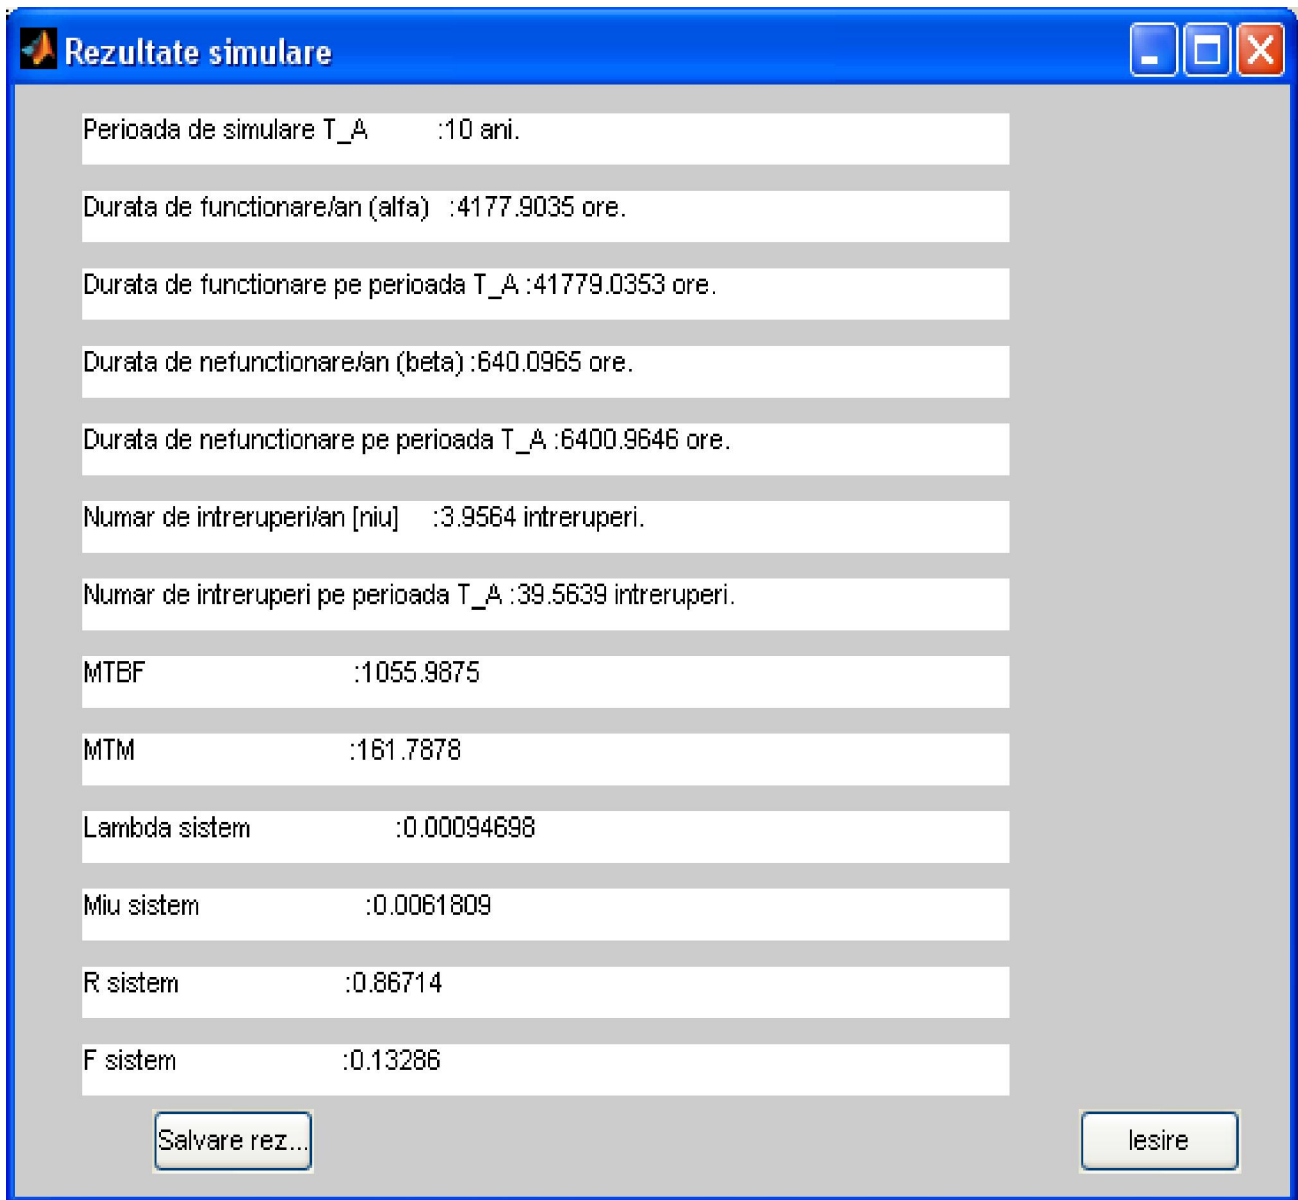 Rezultate simulare
Perioada de simulare T_A :10 ani.
Durata de functionare/an (alfa) :4177.9035 ore.
Durata de functionare pe perioada T_A :41779.0353 ore.
Durata de nefunctionare/an (beta) :640.0965 ore.
Durata de nefunctionare pe perioada T_A :6400.9646 ore.
Numar de intreruperi/an [niu] :3.9564 intreruperi.
Numar de intreruperi pe perioada T_A :39.5639 intreruperi.
MTBF :1055.9875
MTM :161.7878
Lambda sistem :0.00094698
Miu sistem :0.0061809
R sistem :0.86714
F sistem :0.13286
Salvare rez... Iesire